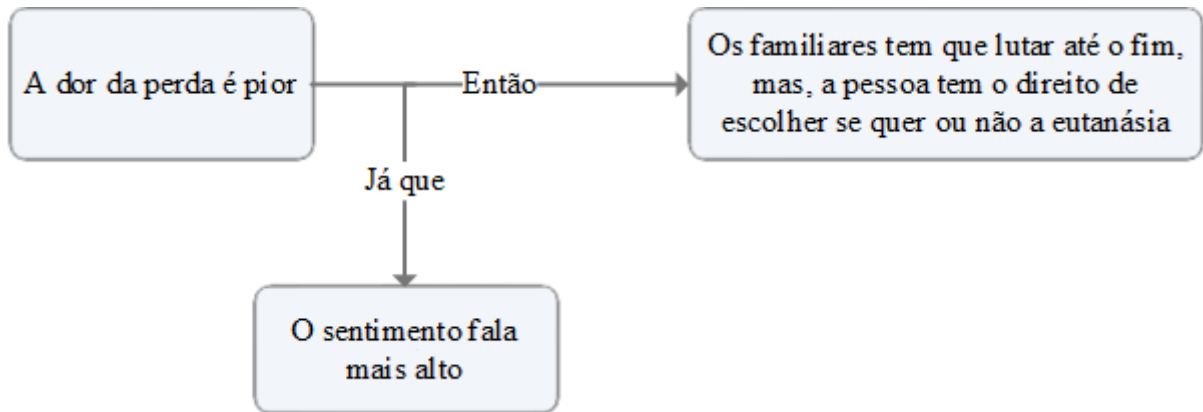 A dor da perda é pior
Então
Os familiares tem que lutar até o fim,
mas, a pessoa tem o direito de
escolher se quer ou não a eutanásia
Já que
O sentimento fala
mais alto